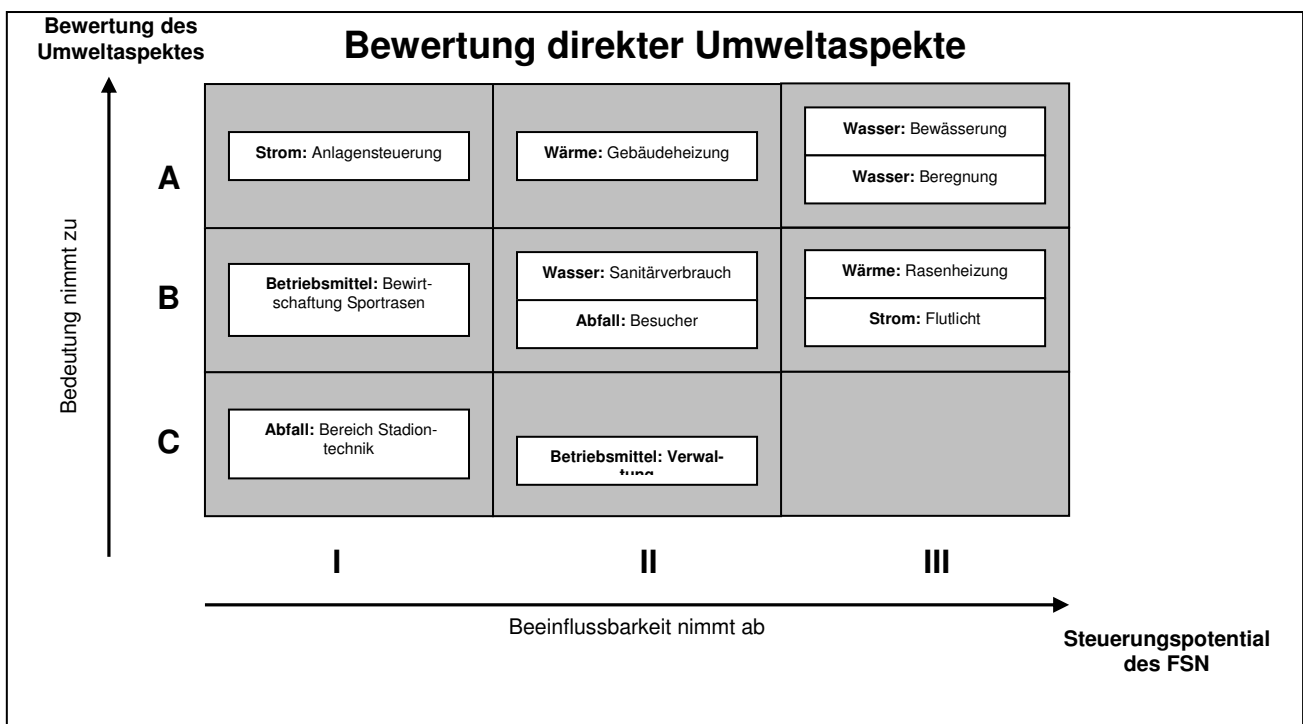 Bewertung des
Umweltaspektes
Bewertung direkter Umweltaspekte
Bedeutung nimmt zu
A
Strom: Anlagensteuerung
Wärme: Gebäudeheizung
Wasser: Bewässerung
Wasser: Beregnung
B
Betriebsmittel: Bewirt-
schaftung Sportrasen
Wasser: Sanitärverbrauch
Abfall: Besucher
Wärme: Rasenheizung
Strom: Flutlicht
C
Abfall: Bereich Stadion-
technik
Betriebsmittel: Verwal-
tung
I
II
III
Beeinflussbarkeit nimmt ab
Steuerungspotential
des FSN